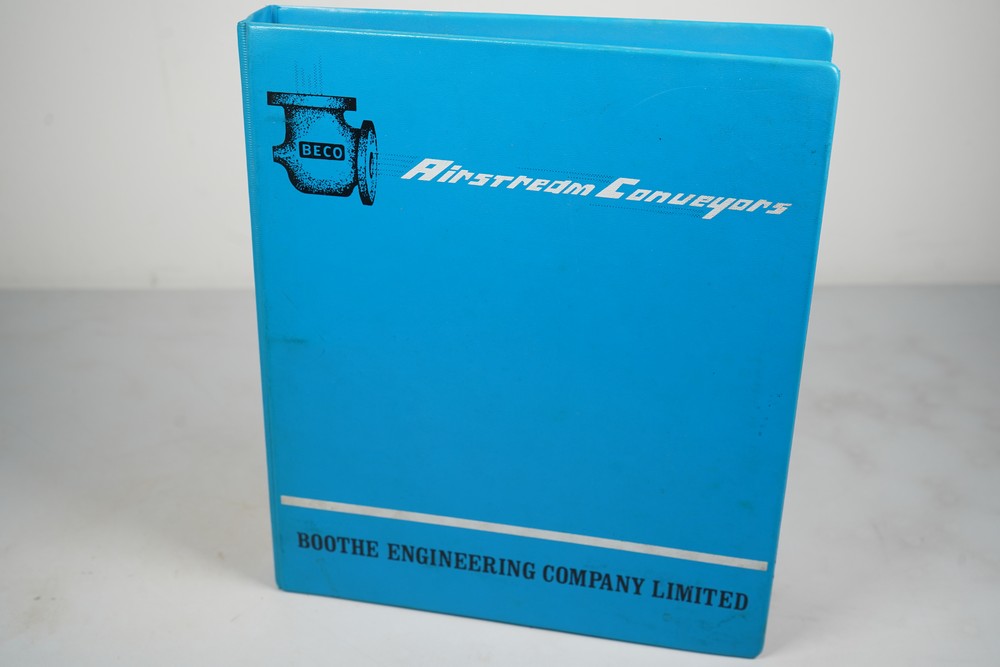 BECO
Airstream Conveyors
BOOTHE ENGINEERING COMPANY LIMITED